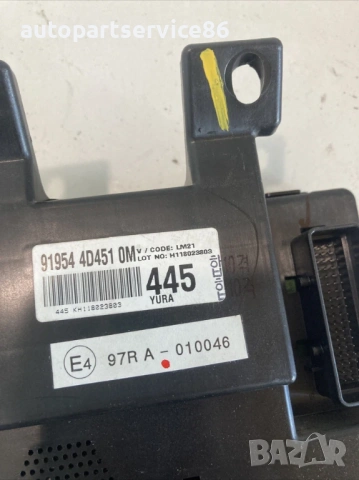 autopartservice86
91954 4D451 0M
V / CODE: LM21
LOT NO: H118023803
445
YURA
445 KH118023803
E4
97R A - 010046
BAZAR